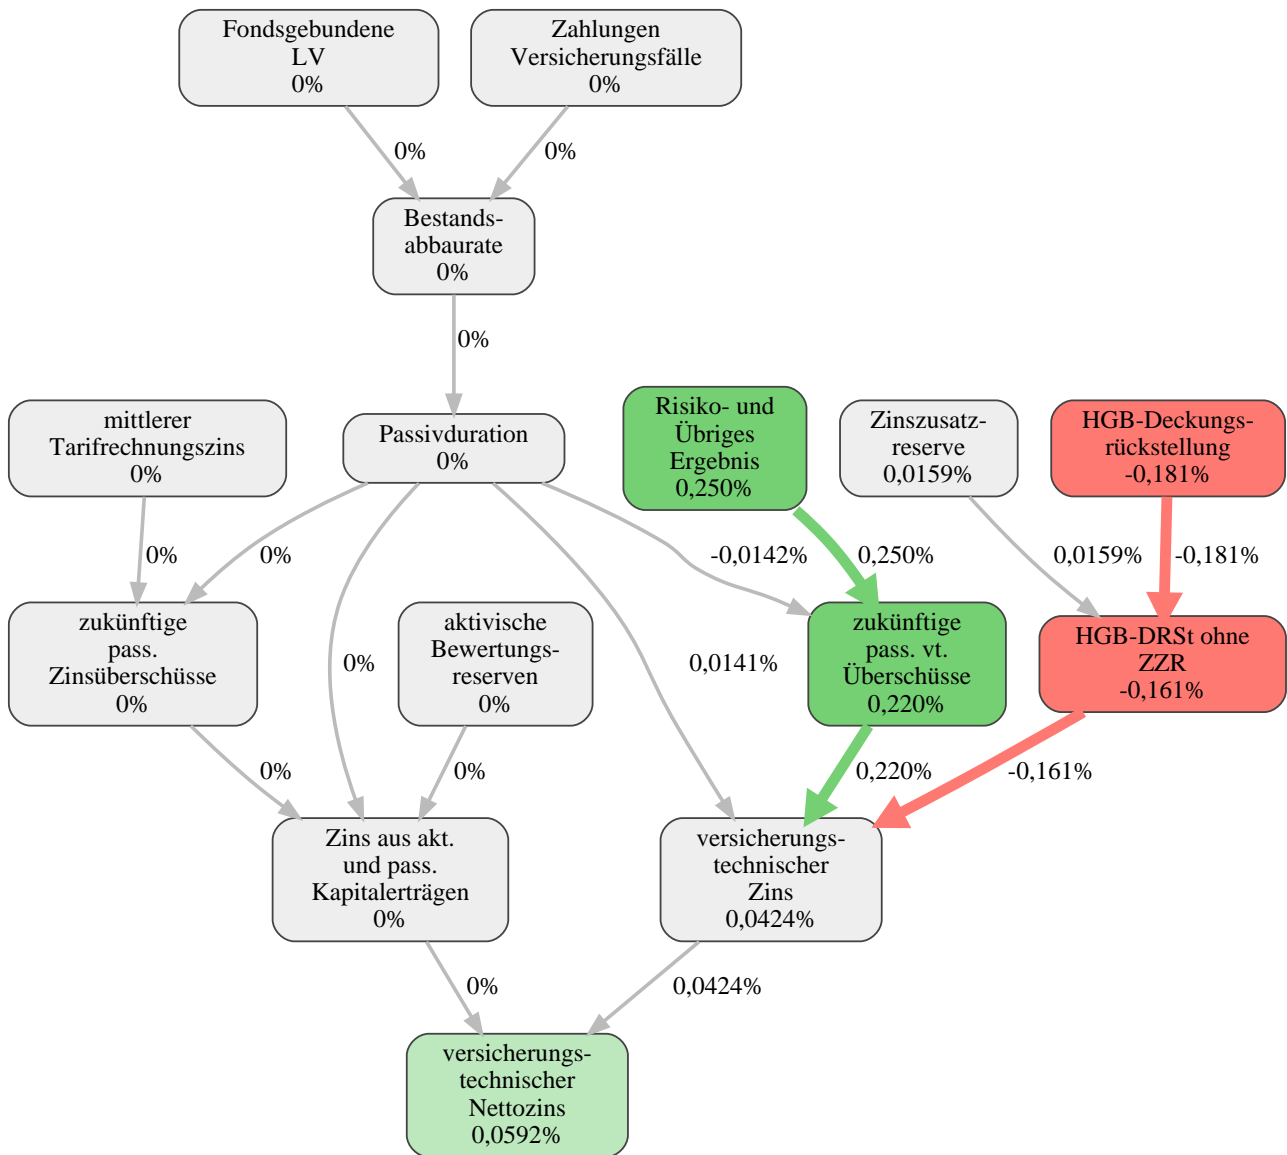 Fondsgebundene
LV
0%
Zahlungen
Versicherungsfälle
0%
0%
0%
Bestands-
abbaurate
0%
0%
mittlerer
Tarifrechnungszins
0%
Passivduration
0%
Risiko- und
Übriges
Ergebnis
0,250%
Zinszusatz-
reserve
0,0159%
HGB-Deckungs-
rückstellung
-0,181%
0%
0%
-0,0142%
0,250%
0,0159%
-0,181%
zukünftige
pass.
Zinsüberschüsse
0%
0%
aktivische
Bewertungs-
reserven
0%
0,0141%
zukünftige
pass. vt.
Überschüsse
0,220%
HGB-DRSt ohne
ZZR
-0,161%
0%
0%
0,220%
-0,161%
Zins aus akt.
und pass.
Kapitalerträgen
0%
versicherungs-
technischer
Zins
0,0424%
0%
0,0424%
versicherungs-
technischer
Nettozins
0,0592%